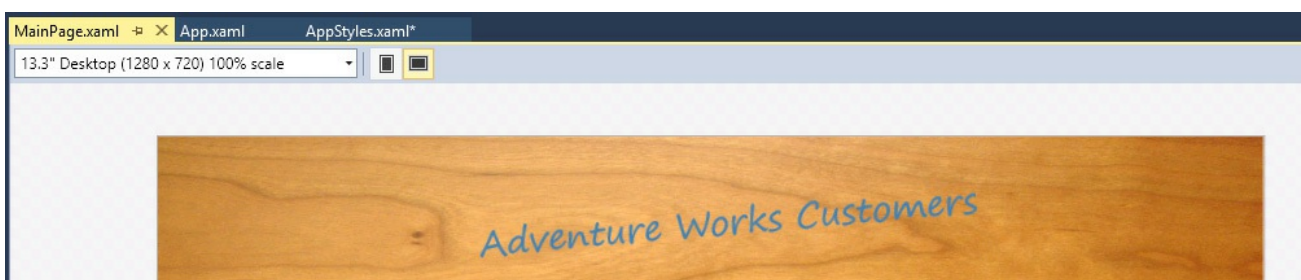 MainPage.xaml App.xaml AppStyles.xaml*
13.3" Desktop (1280 x 720) 100% scale
Adventure Works Customers